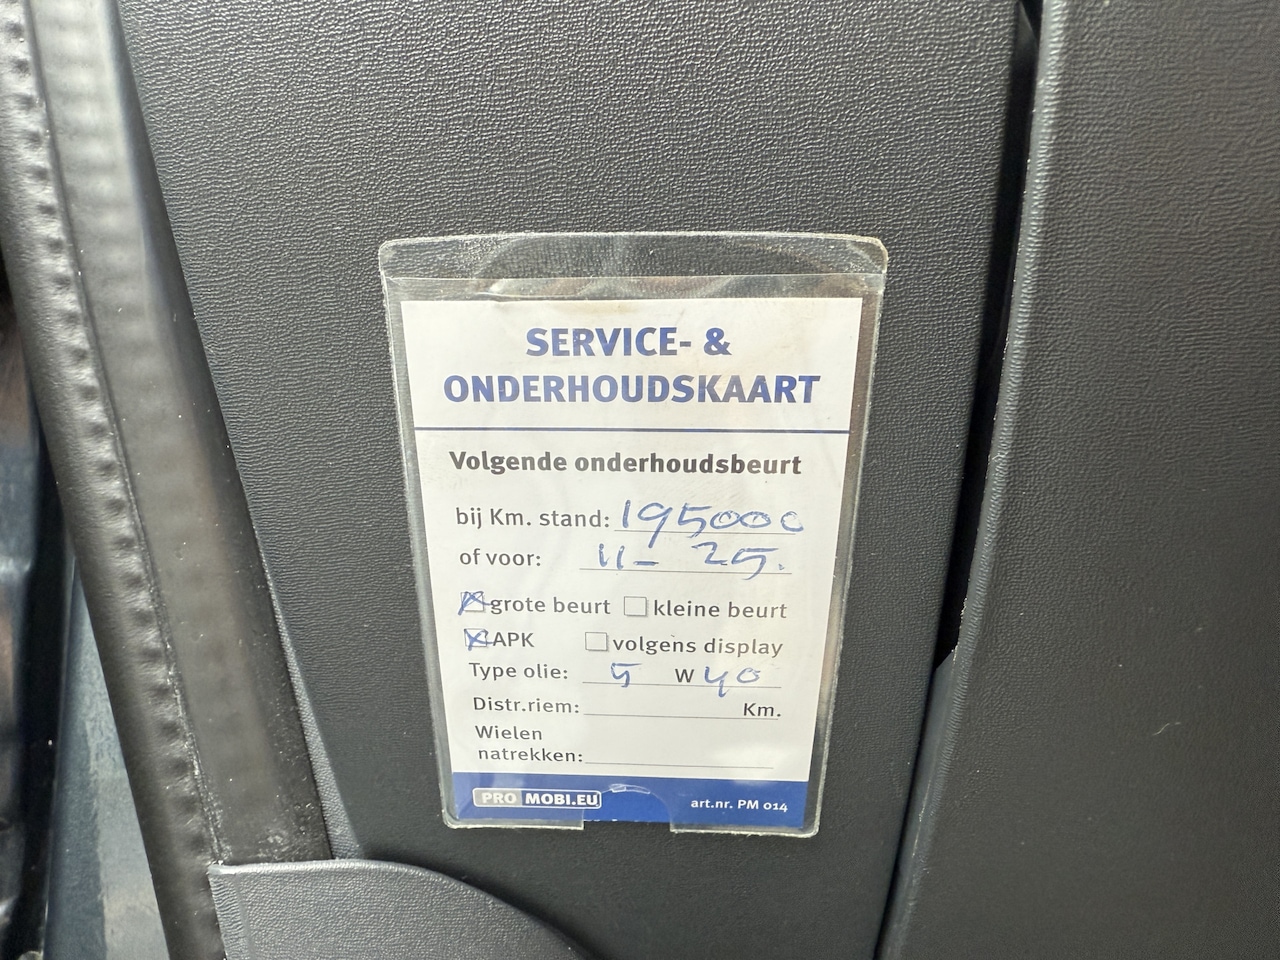 SERVICE- &
ONDERHOUDSKAART
Volgende onderhoudsbeurt
bij Km. stand: 195000
of voor: 11- 25.
grote beurt kleine beurt
APK volgens display
Type olie: 5 W 40
Distr.riem: Km.
Wielen
natrekken:
PRO MOBI.EU art.nr. PM 014